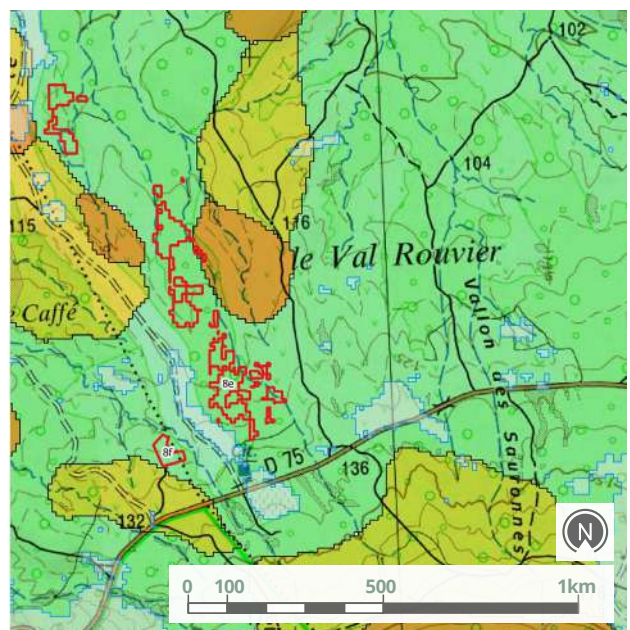 102
104
115
116
le Val Rouvier
Caffé
Vallon des Sauronnes
8e
8f
D 75
136
132
N
0 100 500 1km